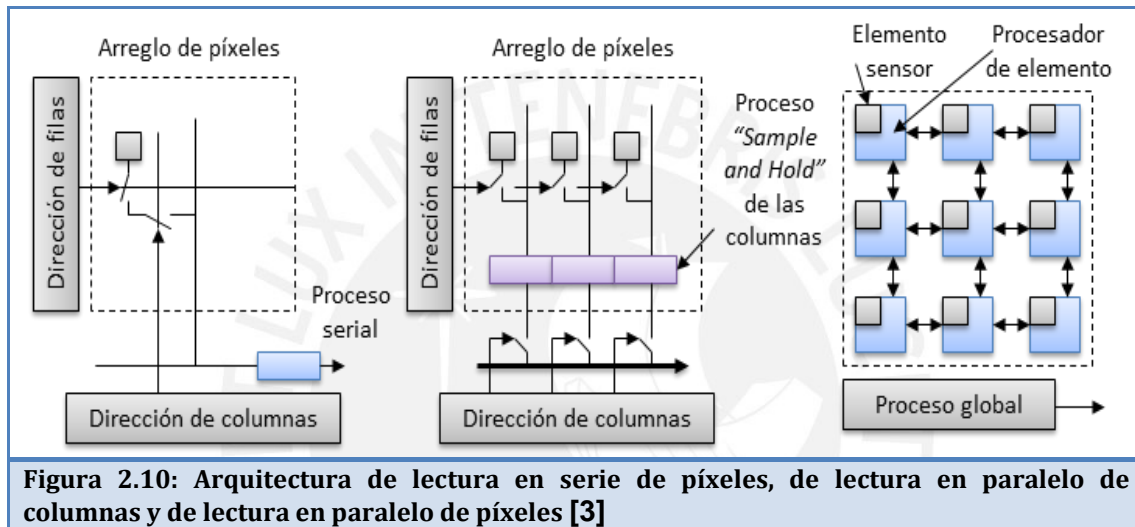 Arreglo de píxeles
Dirección de filas
Proceso
serial
Dirección de columnas
Arreglo de píxeles
Dirección de filas
Proceso
“Sample
and Hold”
de las
columnas
Dirección de columnas
Elemento
sensor
Procesador
de elemento
Proceso global
Figura 2.10: Arquitectura de lectura en serie de píxeles, de lectura en paralelo de
columnas y de lectura en paralelo de píxeles [3]
LUX IN TENEBRIS